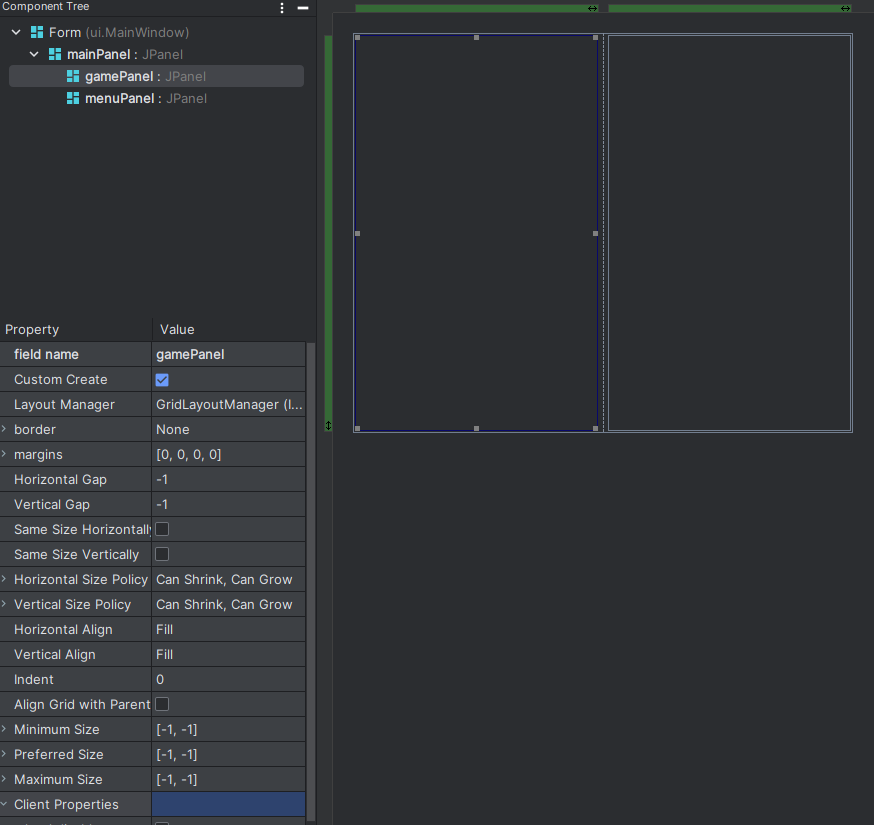 Component Tree
Form (ui.MainWindow)
mainPanel : JPanel
gamePanel : JPanel
menuPanel : JPanel
Property Value
field name gamePanel
Custom Create
Layout Manager GridLayoutManager (I...
border None
margins [0, 0, 0, 0]
Horizontal Gap -1
Vertical Gap -1
Same Size Horizontally
Same Size Vertically
Horizontal Size Policy Can Shrink, Can Grow
Vertical Size Policy Can Shrink, Can Grow
Horizontal Align Fill
Vertical Align Fill
Indent 0
Align Grid with Parent
Minimum Size [-1, -1]
Preferred Size [-1, -1]
Maximum Size [-1, -1]
Client Properties